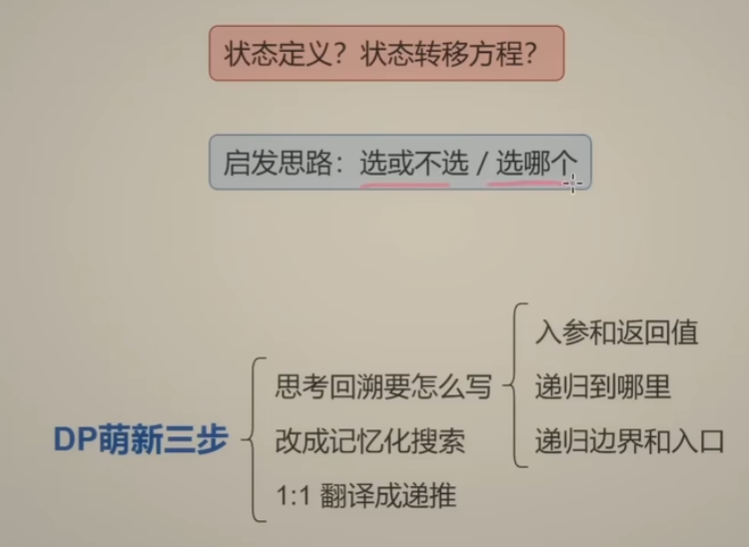 状态定义？状态转移方程？
启发思路：选或不选 / 选哪个
DP萌新三步
思考回溯要怎么写
入参和返回值
递归到哪里
递归边界和入口
改成记忆化搜索
1:1 翻译成递推